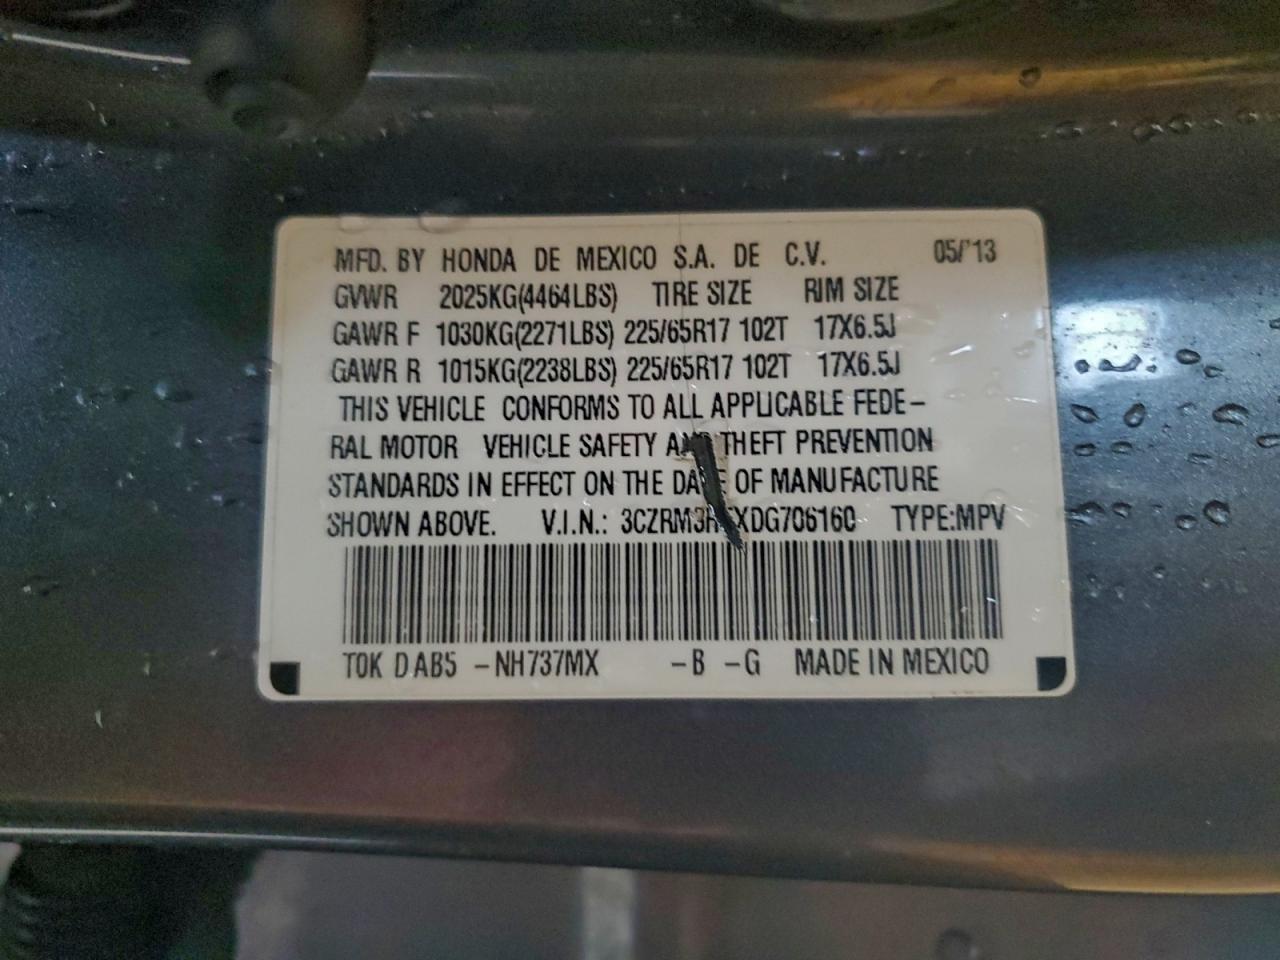 MFD. BY HONDA DE MEXICO S.A. DE C.V. 05/'13
GVWR 2025KG(4464LBS) TIRE SIZE RIM SIZE
GAWR F 1030KG(2271LBS) 225/65R17 102T 17X6.5J
GAWR R 1015KG(2238LBS) 225/65R17 102T 17X6.5J
THIS VEHICLE CONFORMS TO ALL APPLICABLE FEDE-
RAL MOTOR VEHICLE SAFETY AND THEFT PREVENTION
STANDARDS IN EFFECT ON THE DATE OF MANUFACTURE
SHOWN ABOVE. V.I.N.: TYPE:MPV
T0K D AB5 -NH737MX -B -G MADE IN MEXICO